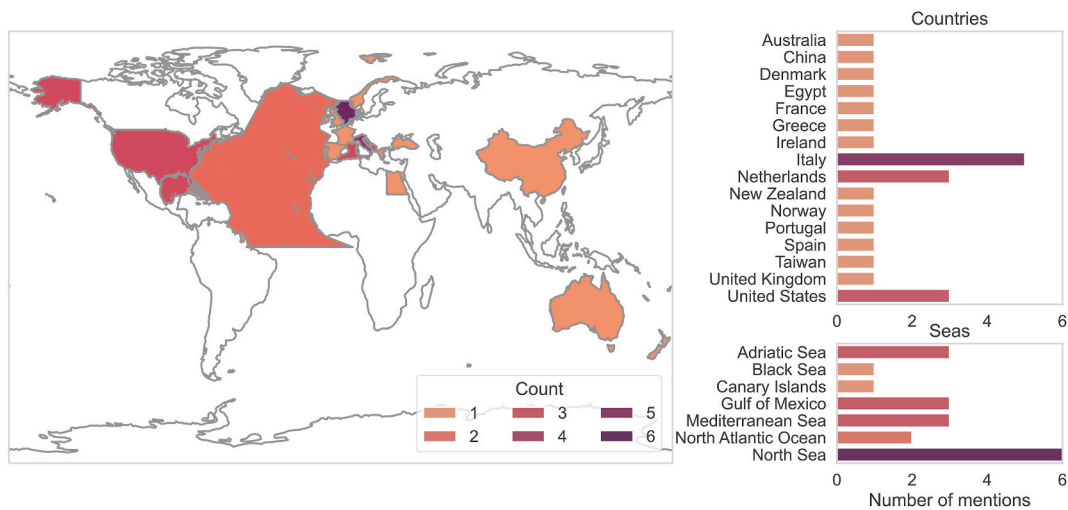 Count
1
3
5
2
4
6
Countries
Australia
China
Denmark
Egypt
France
Greece
Ireland
Italy
Netherlands
New Zealand
Norway
Portugal
Spain
Taiwan
United Kingdom
United States
0 2 4 6
Seas
Adriatic Sea
Black Sea
Canary Islands
Gulf of Mexico
Mediterranean Sea
North Atlantic Ocean
North Sea
0 2 4 6
Number of mentions